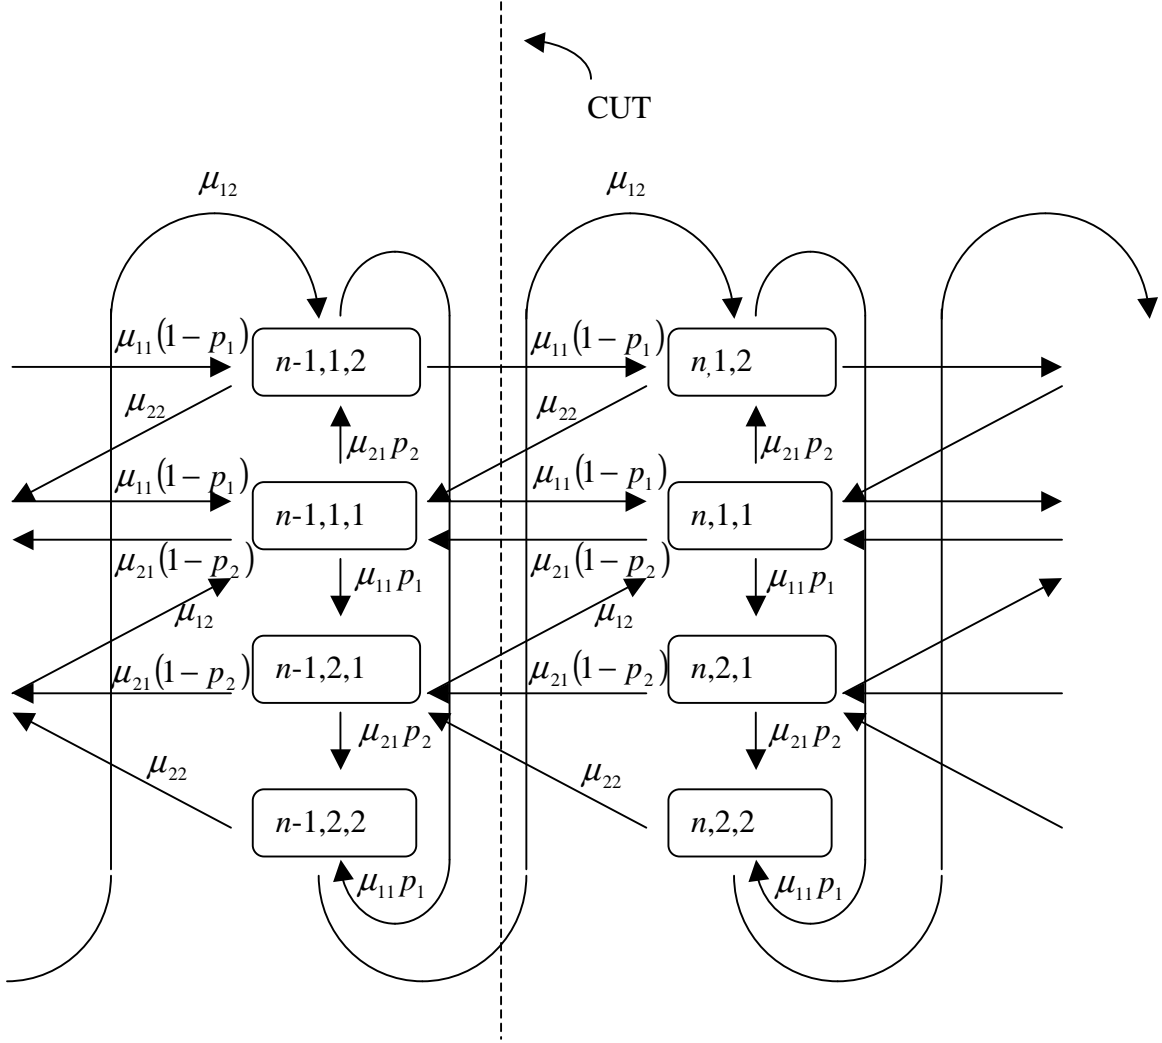 CUT
μ₁₂ μ₁₂
μ₁₁(1 − p₁) n-1,1,2 μ₁₁(1 − p₁) n,1,2
μ₂₂ μ₂₂
μ₂₁p₂ μ₂₁p₂
μ₁₁(1 − p₁) n-1,1,1 μ₁₁(1 − p₁) n,1,1
μ₂₁(1 − p₂) μ₁₁p₁ μ₂₁(1 − p₂) μ₁₁p₁
μ₁₂ μ₁₂
μ₂₁(1 − p₂) n-1,2,1 μ₂₁(1 − p₂) n,2,1
μ₂₁p₂ μ₂₁p₂
μ₂₂ μ₂₂
n-1,2,2 n,2,2
μ₁₁p₁ μ₁₁p₁